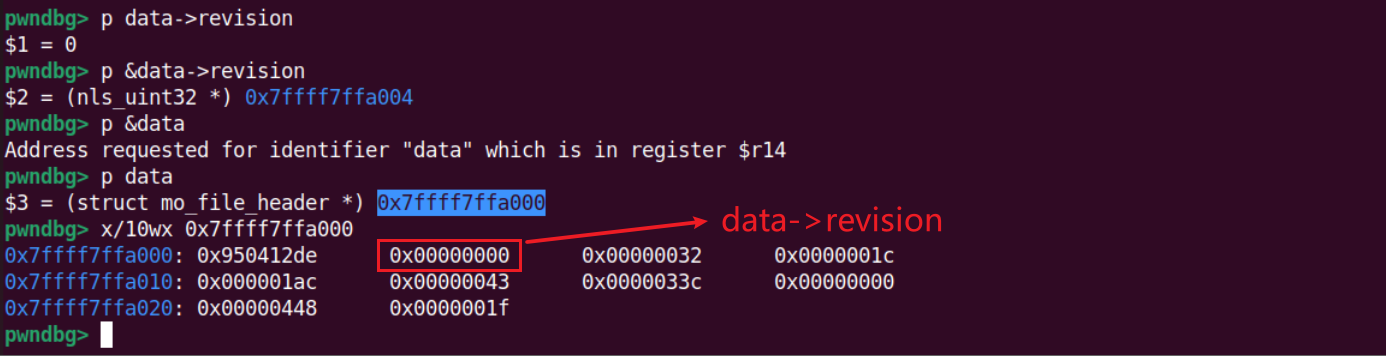 pwndbg> p data->revision
$1 = 0
pwndbg> p &data->revision
$2 = (nls_uint32 *) 0x7ffff7ffa004
pwndbg> p &data
Address requested for identifier "data" which is in register $r14
pwndbg> p data
$3 = (struct mo_file_header *) 0x7ffff7ffa000
pwndbg> x/10wx 0x7ffff7ffa000
data->revision
0x7ffff7ffa000: 0x950412de 0x00000000 0x00000032 0x0000001c
0x7ffff7ffa010: 0x000001ac 0x00000043 0x0000033c 0x00000000
0x7ffff7ffa020: 0x00000448 0x0000001f
pwndbg>